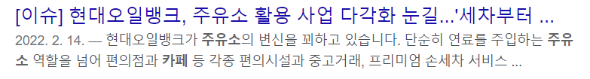 [이슈] 현대오일뱅크, 주유소 활용 사업 다각화 눈길...'세차부터 ...
2022. 2. 14. — 현대오일뱅크가 주유소의 변신을 꾀하고 있습니다. 단순히 연료를 주입하는 주유
소 역할을 넘어 편의점과 카페 등 각종 편의시설과 중고거래, 프리미엄 손세차 서비스 ...